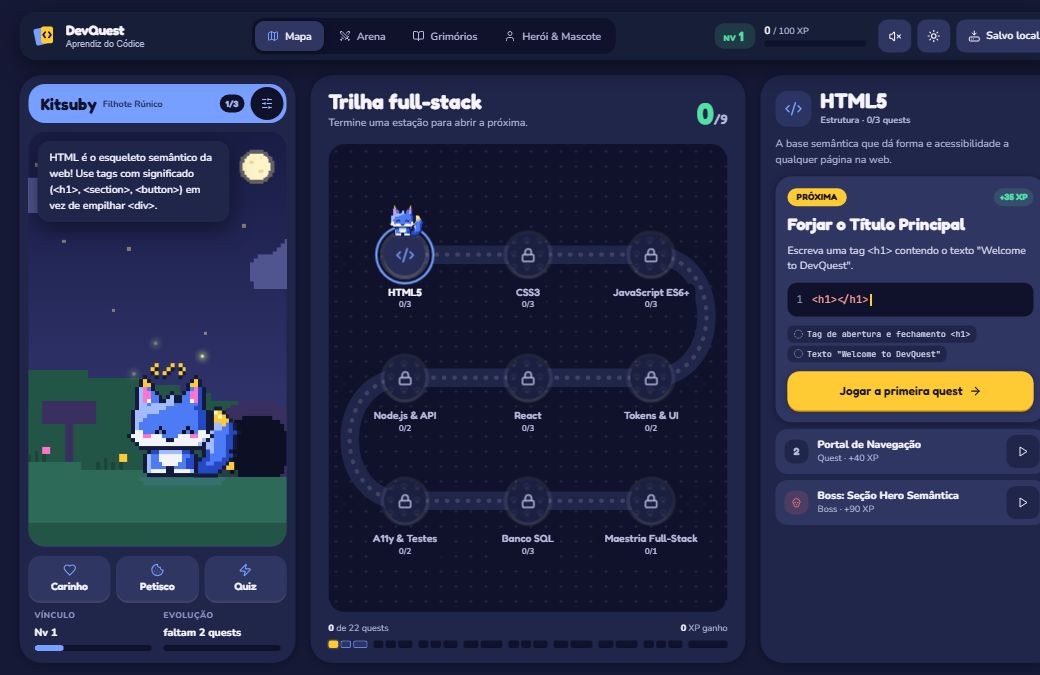 DevQuest
Aprendiz do Códice
Mapa
Arena
Grimórios
Herói & Mascote
NV 1
0 / 100 XP
Salvo local
Kitsuby
Filhote Rúnico
1/3
HTML é o esqueleto semântico da
web! Use tags com significado
(<h1>, <section>, <button>) em
vez de empilhar <div>.
Carinho
Petisco
Quiz
VÍNCULO
Nv 1
EVOLUÇÃO
faltam 2 quests
Trilha full-stack
Termine uma estação para abrir a próxima.
0/9
HTML5
0/3
CSS3
0/3
JavaScript ES6+
0/3
Node.js & API
0/2
React
0/3
Tokens & UI
0/2
A11y & Testes
0/2
Banco SQL
0/3
Maestria Full-Stack
0/1
0 de 22 quests
0 XP ganho
HTML5
Estrutura · 0/3 quests
A base semântica que dá forma e acessibilidade a
qualquer página na web.
PRÓXIMA
+35 XP
Forjar o Título Principal
Escreva uma tag <h1> contendo o texto "Welcome
to DevQuest".
1 <h1></h1>
Tag de abertura e fechamento <h1>
Texto "Welcome to DevQuest"
Jogar a primeira quest →
2
Portal de Navegação
Quest · +40 XP
Boss: Seção Hero Semântica
Boss · +90 XP